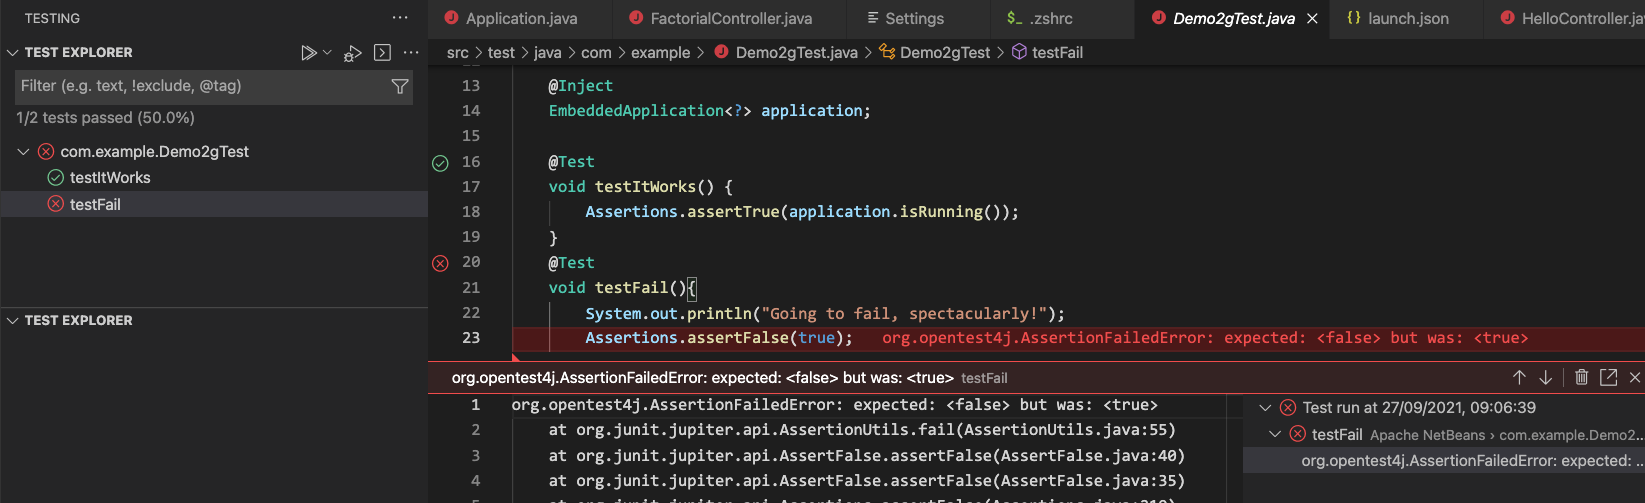 TESTING
TEST EXPLORER
Filter (e.g. text, !exclude, @tag)
1/2 tests passed (50.0%)
com.example.Demo2gTest
testItWorks
testFail
TEST EXPLORER
Application.java
FactorialController.java
Settings
$_ .zshrc
Demo2gTest.java
{} launch.json
HelloController.ja
src > test > java > com > example > Demo2gTest.java > Demo2gTest > testFail
13 @Inject
14 EmbeddedApplication<?> application;
15
16 @Test
17 void testItWorks() {
18 Assertions.assertTrue(application.isRunning());
19 }
20 @Test
21 void testFail(){
22 System.out.println("Going to fail, spectacularly!");
23 Assertions.assertFalse(true); org.opentest4j.AssertionFailedError: expected: <false> but was: <true>
org.opentest4j.AssertionFailedError: expected: <false> but was: <true> testFail
1 org.opentest4j.AssertionFailedError: expected: <false> but was: <true>
2 at org.junit.jupiter.api.AssertionUtils.fail(AssertionUtils.java:55)
3 at org.junit.jupiter.api.AssertFalse.assertFalse(AssertFalse.java:40)
4 at org.junit.jupiter.api.AssertFalse.assertFalse(AssertFalse.java:35)
Test run at 27/09/2021, 09:06:39
testFail Apache NetBeans > com.example.Demo2...
org.opentest4j.AssertionFailedError: expected: ...